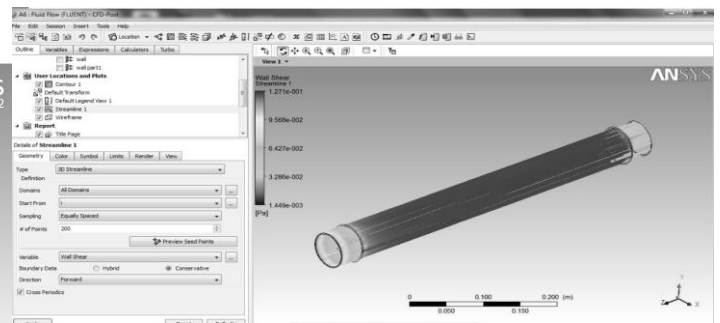 A6: Fluid Flow (FLUENT) - CFD-Post
File Edit Session Insert Tools Help
Location
Outline Variables Expressions Calculators Turbo
wall
wall part1
User Locations and Plots
Contour 1
Default Transform
Default Legend View 1
Streamline 1
Wireframe
Report
Title Page
Details of Streamline 1
Geometry Color Symbol Limits Render View
Type 3D Streamline
Definition
Domains All Domains ...
Start From ...
Sampling Equally Spaced
# of Points 200
Preview Seed Points
Variable Wall Shear ...
Boundary Data Hybrid Conservative
Direction Forward
Cross Periodics
View 1
Wall Shear
Streamline 1
1.271e-001
9.568e-002
6.427e-002
3.286e-002
1.449e-003
[Pa]
ANSYS
0 0.100 0.200 (m)
0.050 0.150
Y
Z X